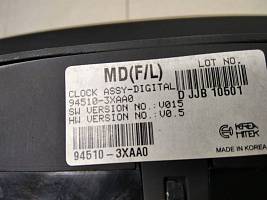 MD(F/L)
LOT NO.
CLOCK ASSY-DIGITAL
D JJB 10501
94510-3XAA0
SW VERSION NO.:V015
HW VERSION NO.:V0.5
94510-3XAA0
MADE IN KOREA